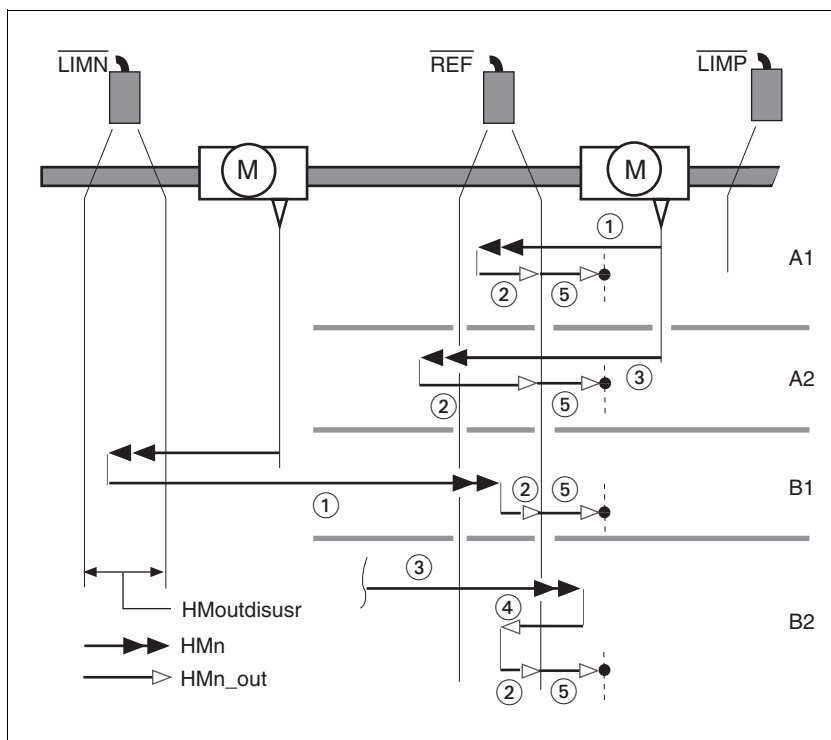 LIMN REF LIMP
M M
①
A1
② ⑤
③
A2
② ⑤
① ② ⑤ B1
③
④
HMoutdisusr B2
HMn
HMn_out ② ⑤